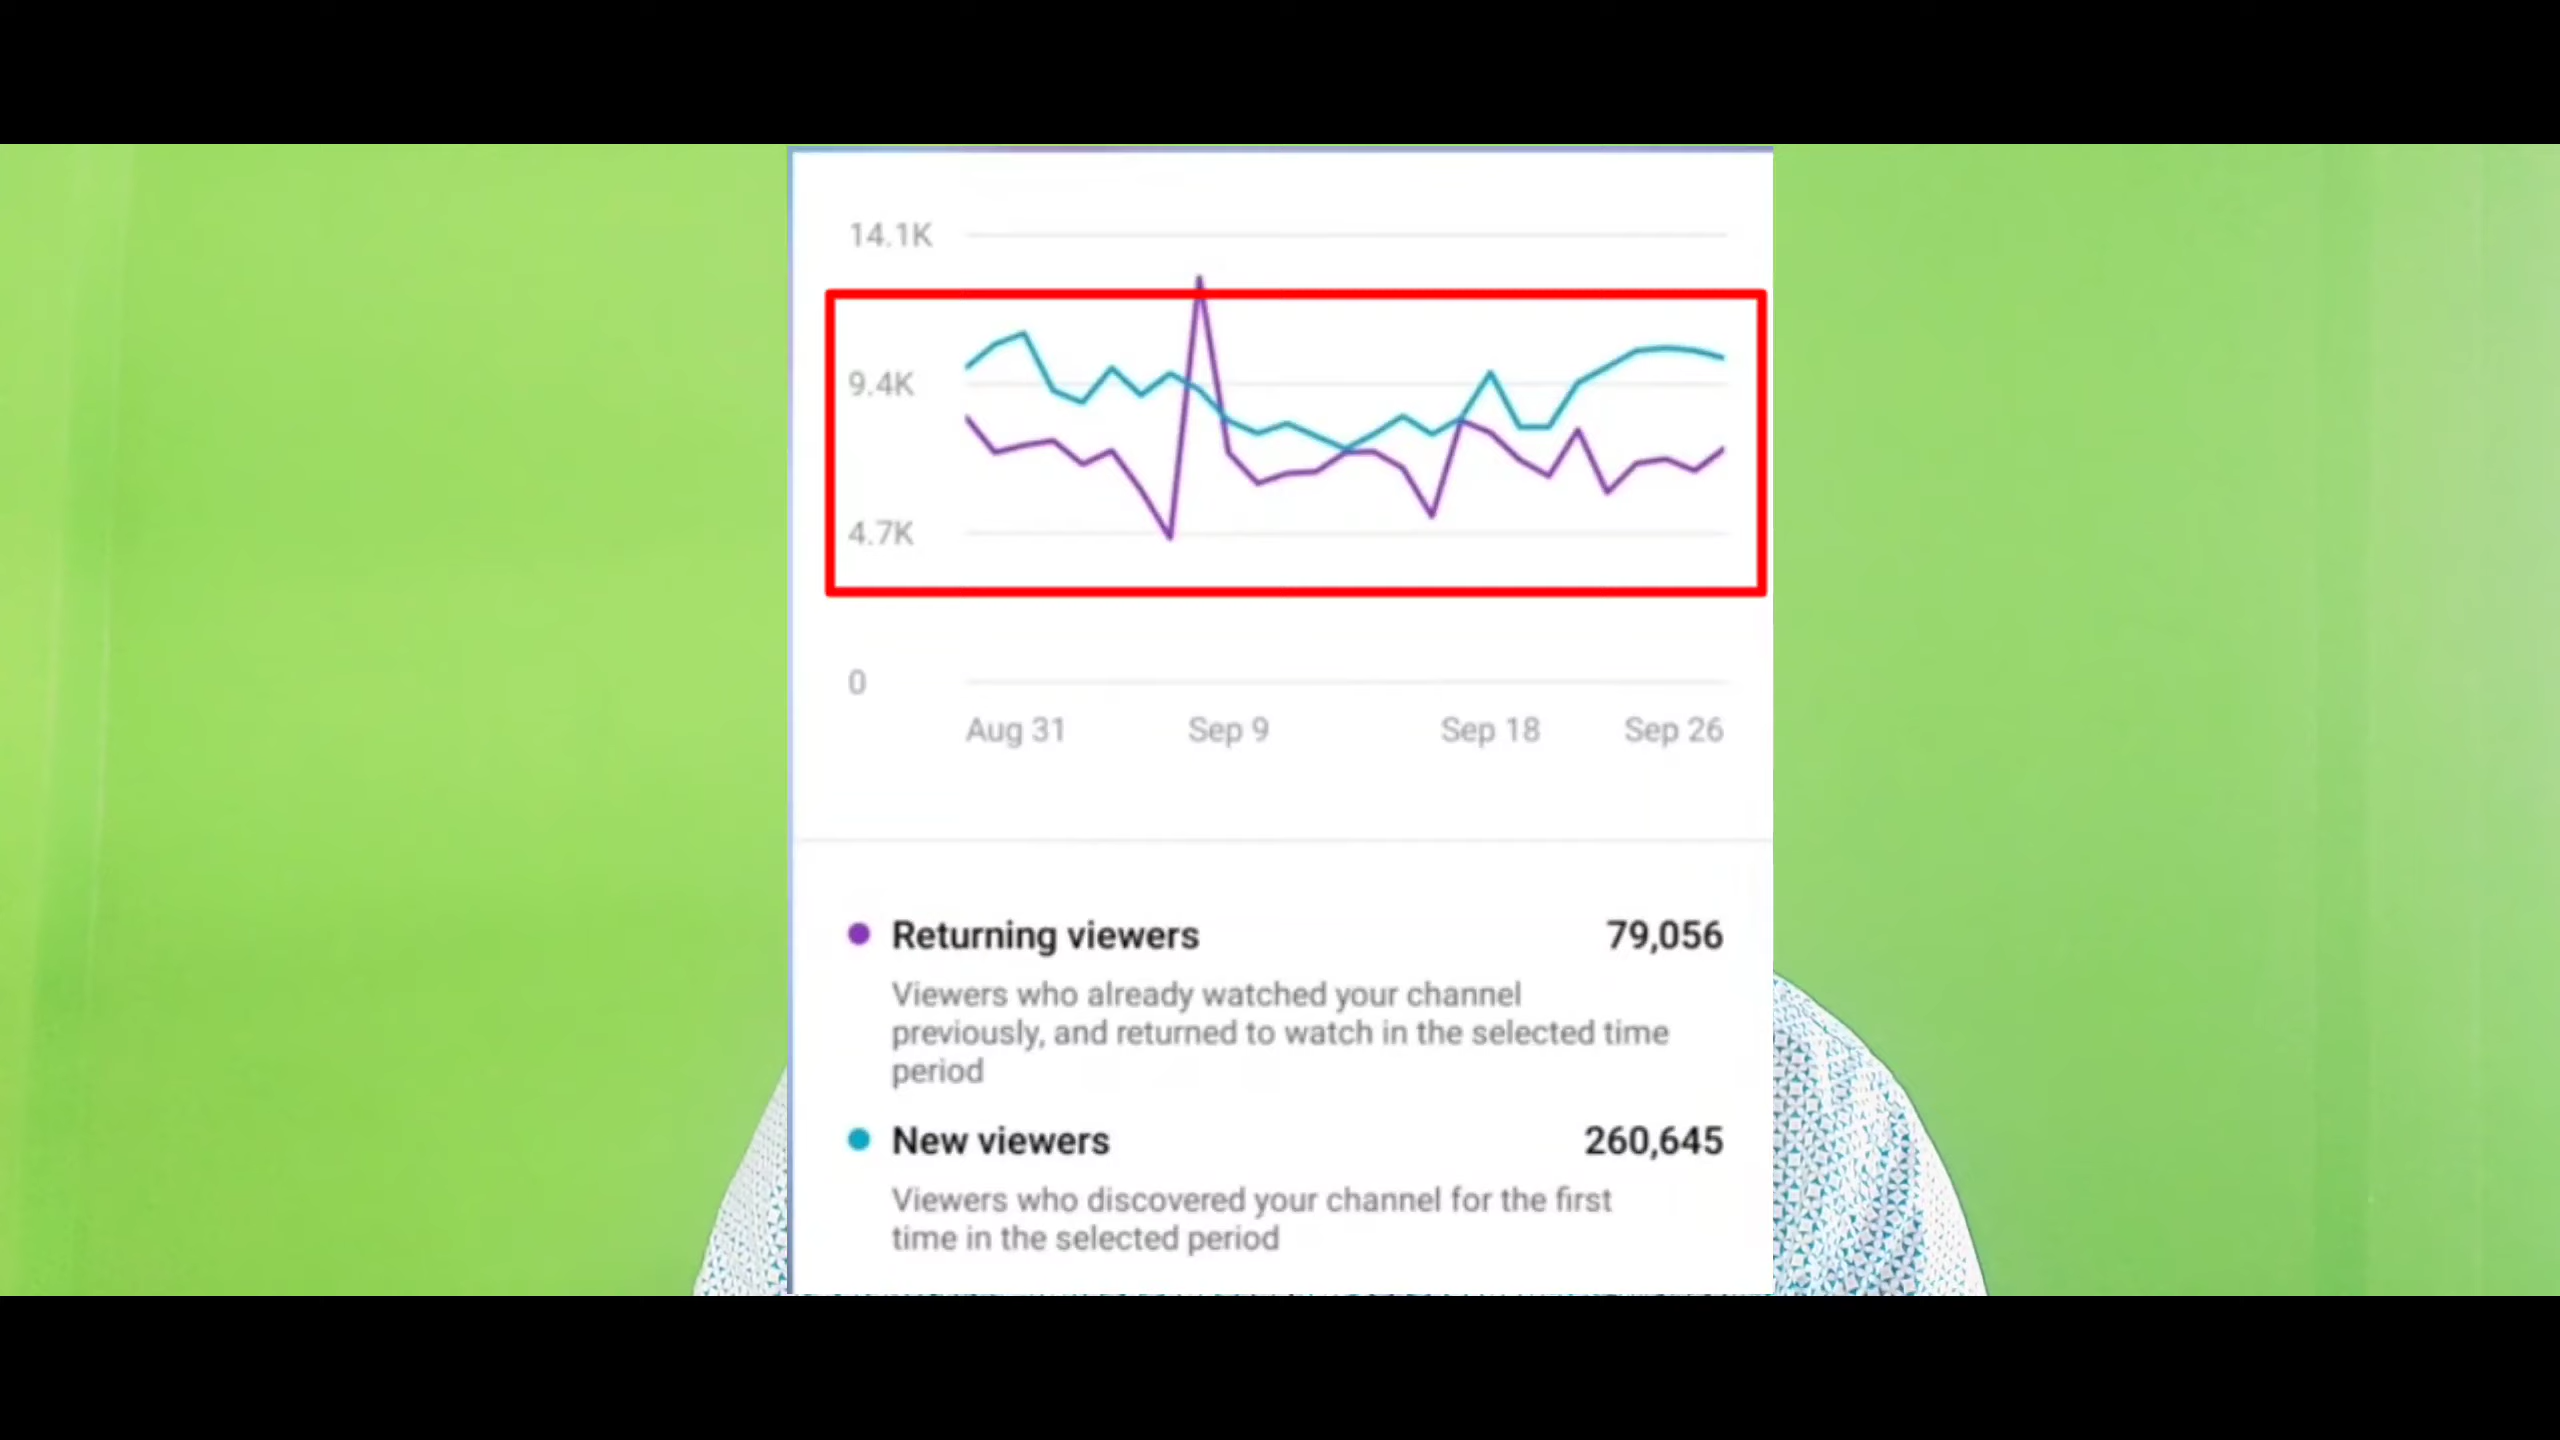 14.1K
9.4K
4.7K
0
Aug 31 Sep 9 Sep 18 Sep 26
Returning viewers 79,056
Viewers who already watched your channel
previously, and returned to watch in the selected time
period
New viewers 260,645
Viewers who discovered your channel for the first
time in the selected period